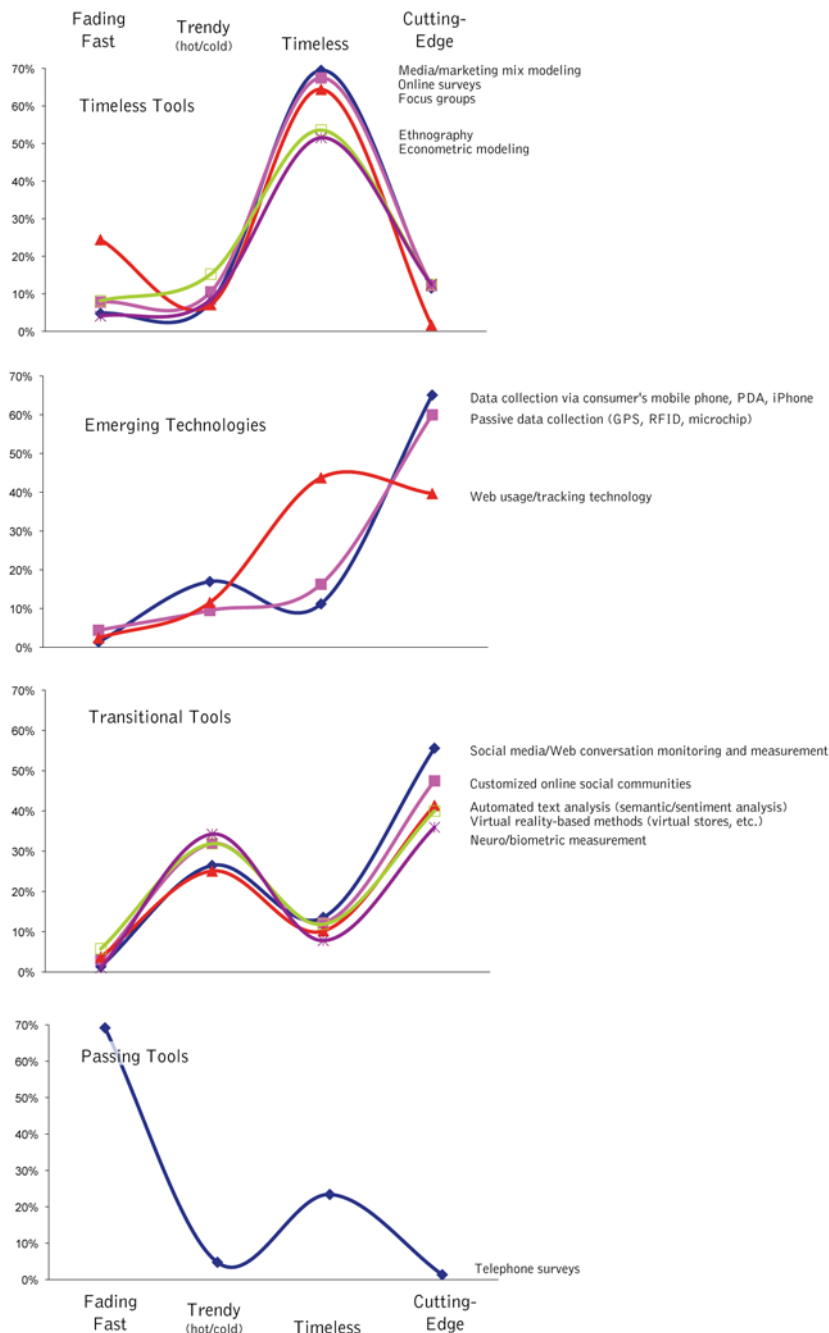 Fading
Fast
Trendy
(hot/cold)
Timeless
Cutting-
Edge
70%
60%
50%
40%
30%
20%
10%
0%
Timeless Tools
Media/marketing mix modeling
Online surveys
Focus groups
Ethnography
Econometric modeling
70%
60%
50%
40%
30%
20%
10%
0%
Emerging Technologies
Data collection via consumer's mobile phone, PDA, iPhone
Passive data collection (GPS, RFID, microchip)
Web usage/tracking technology
70%
60%
50%
40%
30%
20%
10%
0%
Transitional Tools
Social media/Web conversation monitoring and measurement
Customized online social communities
Automated text analysis (semantic/sentiment analysis)
Virtual reality-based methods (virtual stores, etc.)
Neuro/biometric measurement
70%
60%
50%
40%
30%
20%
10%
0%
Passing Tools
Telephone surveys
Fading
Fast
Trendy
(hot/cold)
Timeless
Cutting-
Edge